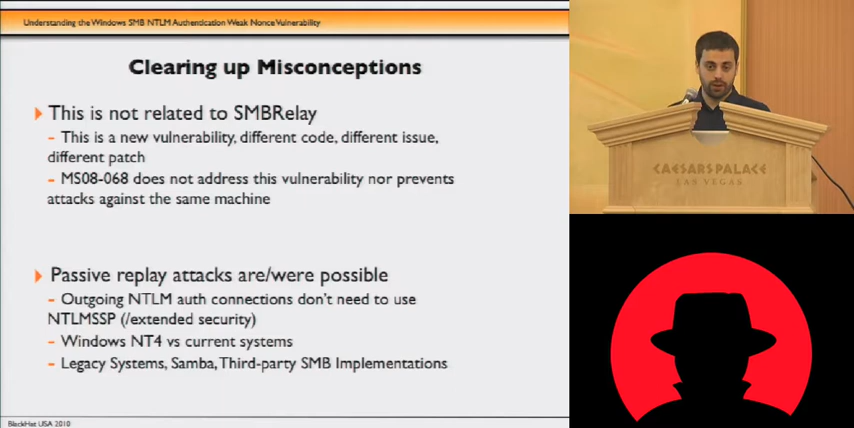 Understanding the Windows SMB NTLM Authentication Weak Nonce Vulnerability
Clearing up Misconceptions
This is not related to SMBRelay
- This is a new vulnerability, different code, different issue,
different patch
- MS08-068 does not address this vulnerability nor prevents
attacks against the same machine
Passive replay attacks are/were possible
- Outgoing NTLM auth connections don't need to use
NTLMSSP (/extended security)
- Windows NT4 vs current systems
- Legacy Systems, Samba, Third-party SMB Implementations
BlackHat USA 2010
CAESARS PALACE
LAS VEGAS